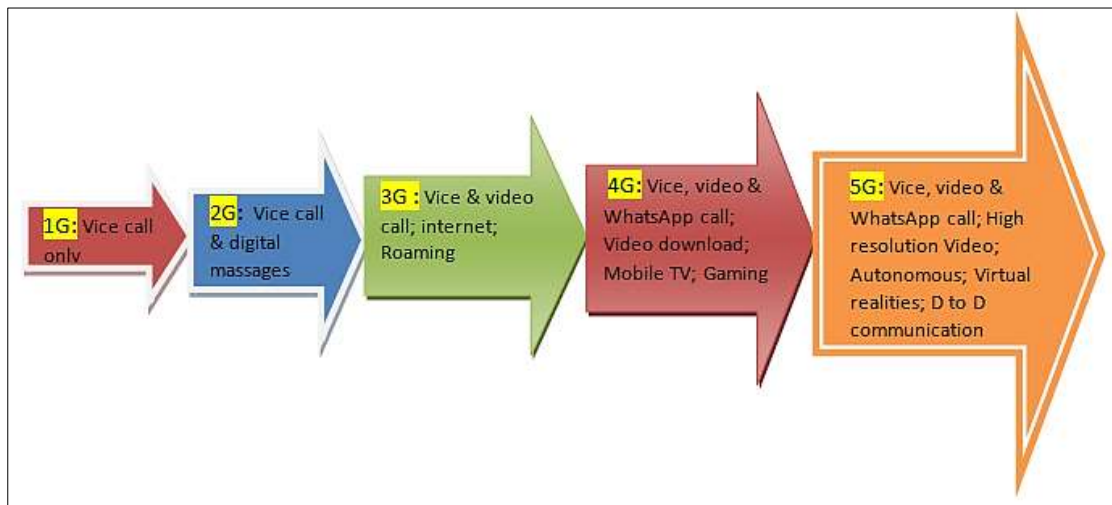 1G: Vice call
only
2G: Vice call
& digital
massages
3G : Vice & video
call; internet;
Roaming
4G: Vice, video &
WhatsApp call;
Video download;
Mobile TV; Gaming
5G: Vice, video &
WhatsApp call; High
resolution Video;
Autonomous; Virtual
realities; D to D
communication